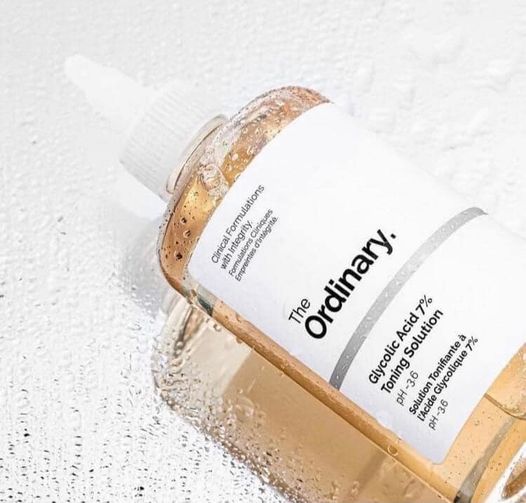 Clinical Formulations
with Integrity.
Formulations Cliniques
Empreintes d'intégrité.
The
Ordinary.
Glycolic Acid 7%
Toning Solution
pH ~3.6
Solution Tonifiante à
l'Acide Glycolique 7%
pH ~3.6